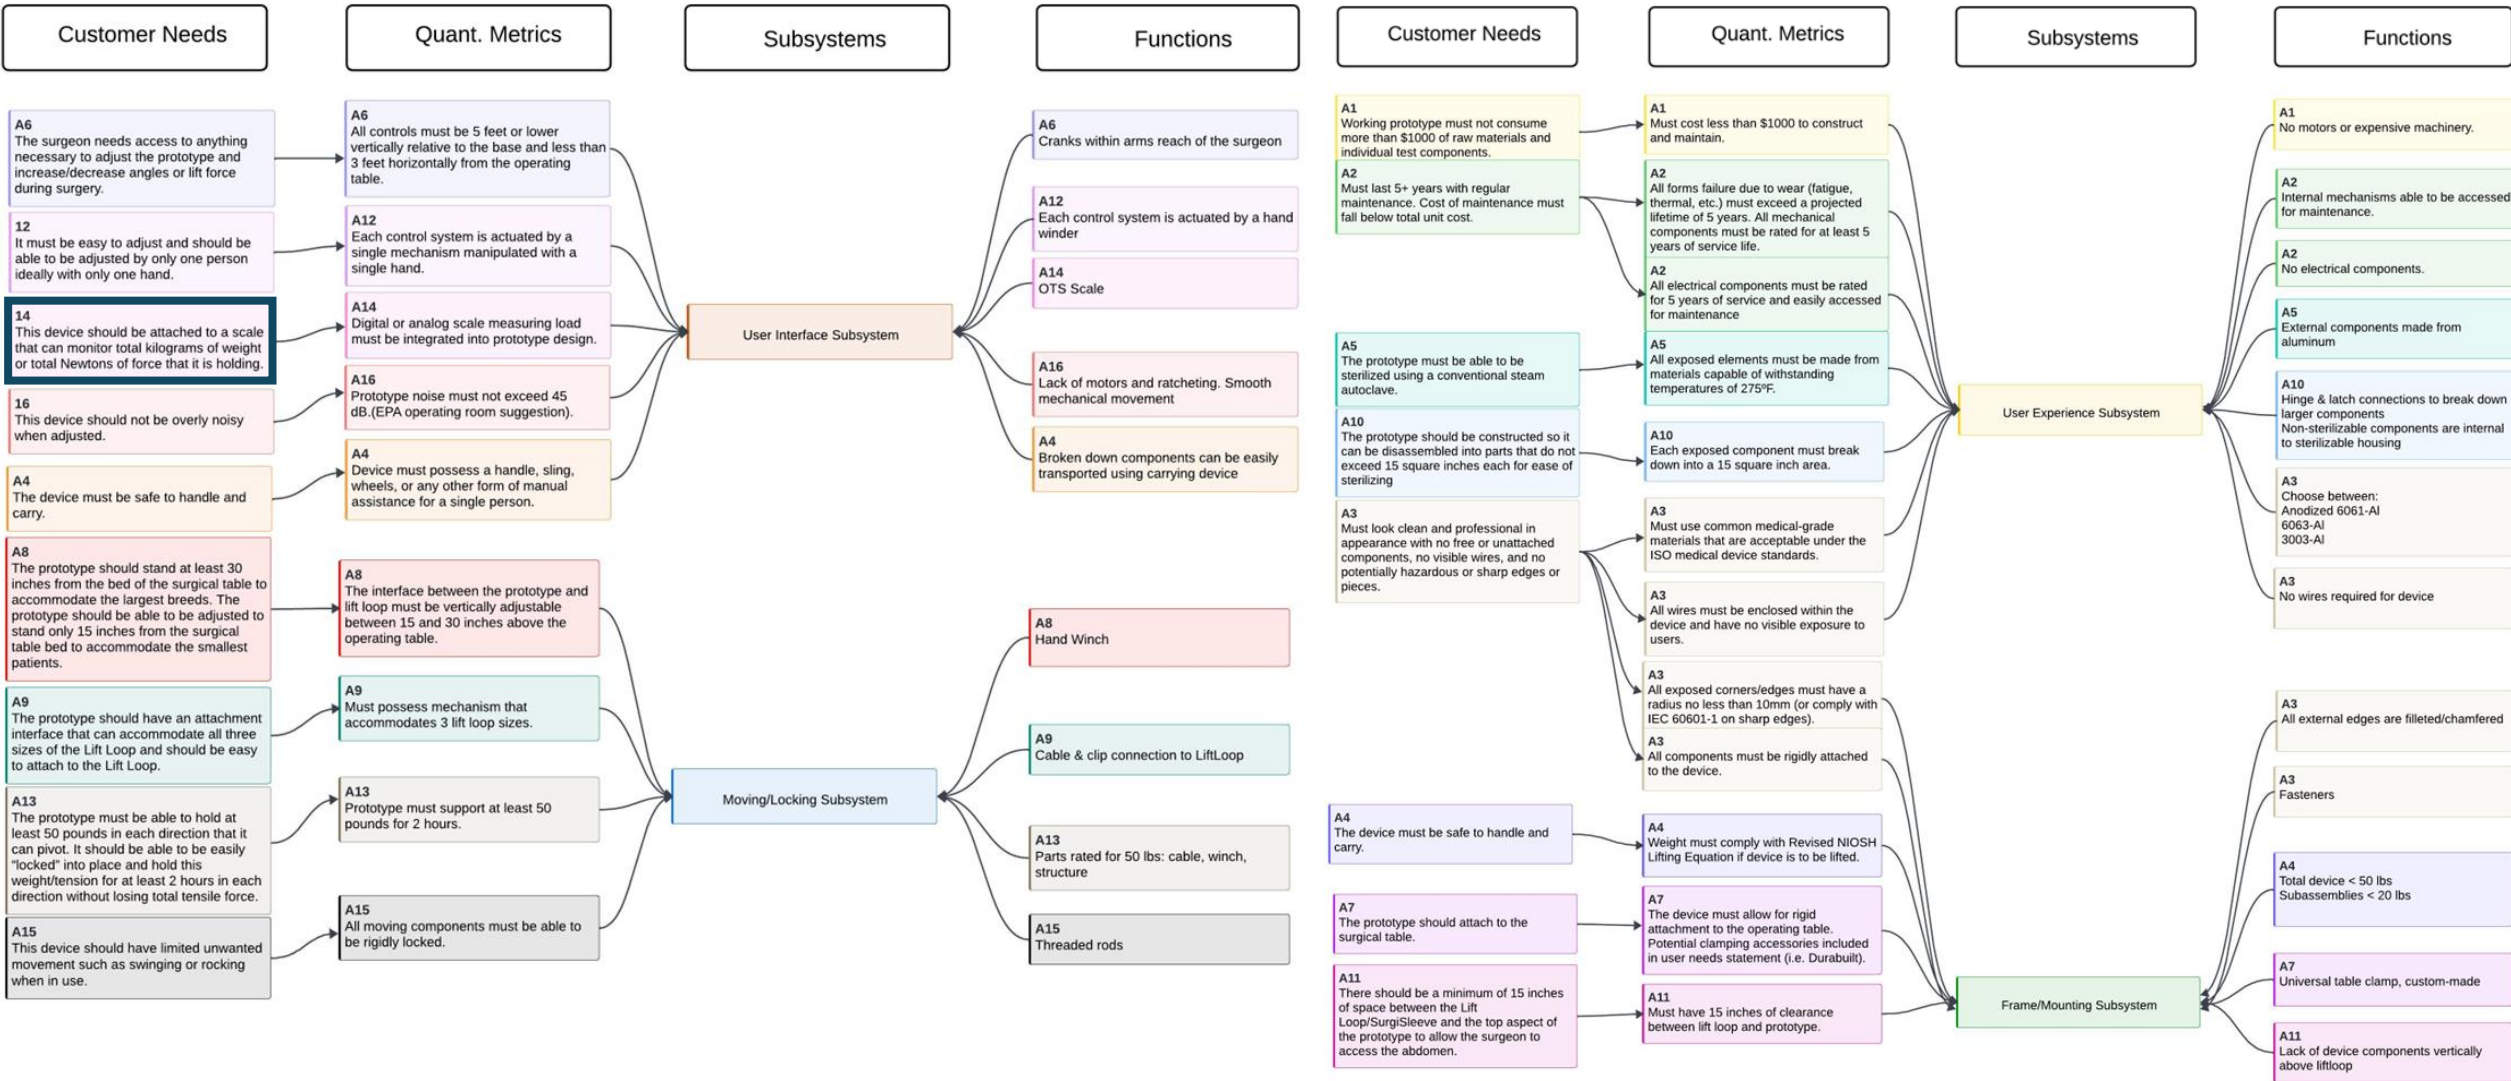 Customer Needs
Quant. Metrics
Subsystems
Functions
A6
The surgeon needs access to anything
necessary to adjust the prototype and
increase/decrease angles or lift force
during surgery.
12
It must be easy to adjust and should be
able to be adjusted by only one person
ideally with only one hand.
14
This device should be attached to a scale
that can monitor total kilograms of weight
or total Newtons of force that it is holding.
16
This device should not be overly noisy
when adjusted.
A4
The device must be safe to handle and
carry.
A8
The prototype should stand at least 30
inches from the bed of the surgical table to
accommodate the largest breeds. The
prototype should be able to be adjusted to
stand only 15 inches from the surgical
table bed to accommodate the smallest
patients.
A9
The prototype should have an attachment
interface that can accommodate all three
sizes of the Lift Loop and should be easy
to attach to the Lift Loop.
A13
The prototype must be able to hold at
least 50 pounds in each direction that it
can pivot. It should be able to be easily
“locked” into place and hold this
weight/tension for at least 2 hours in each
direction without losing total tensile force.
A15
This device should have limited unwanted
movement such as swinging or rocking
when in use.
A6
All controls must be 5 feet or lower
vertically relative to the base and less than
3 feet horizontally from the operating
table.
A12
Each control system is actuated by a
single mechanism manipulated with a
single hand.
A14
Digital or analog scale measuring load
must be integrated into prototype design.
A16
Prototype noise must not exceed 45
dB.(EPA operating room suggestion).
A4
Device must possess a handle, sling,
wheels, or any other form of manual
assistance for a single person.
A8
The interface between the prototype and
lift loop must be vertically adjustable
between 15 and 30 inches above the
operating table.
A9
Must possess mechanism that
accommodates 3 lift loop sizes.
A13
Prototype must support at least 50
pounds for 2 hours.
A15
All moving components must be able to
be rigidly locked.
User Interface Subsystem
Moving/Locking Subsystem
A6
Cranks within arms reach of the surgeon
A12
Each control system is actuated by a hand
winder
A14
OTS Scale
A16
Lack of motors and ratcheting. Smooth
mechanical movement
A4
Broken down components can be easily
transported using carrying device
A8
Hand Winch
A9
Cable & clip connection to LiftLoop
A13
Parts rated for 50 lbs: cable, winch,
structure
A15
Threaded rods
Customer Needs
Quant. Metrics
Subsystems
Functions
A1
Working prototype must not consume
more than $1000 of raw materials and
individual test components.
A2
Must last 5+ years with regular
maintenance. Cost of maintenance must
fall below total unit cost.
A5
The prototype must be able to be
sterilized using a conventional steam
autoclave.
A10
The prototype should be constructed so it
can be disassembled into parts that do not
exceed 15 square inches each for ease of
sterilizing
A3
Must look clean and professional in
appearance with no free or unattached
components, no visible wires, and no
potentially hazardous or sharp edges or
pieces.
A4
The device must be safe to handle and
carry.
A7
The prototype should attach to the
surgical table.
A11
There should be a minimum of 15 inches
of space between the Lift
Loop/SurgiSleeve and the top aspect of
the prototype to allow the surgeon to
access the abdomen.
A1
Must cost less than $1000 to construct
and maintain.
A2
All forms failure due to wear (fatigue,
thermal, etc.) must exceed a projected
lifetime of 5 years. All mechanical
components must be rated for at least 5
years of service life.
A2
All electrical components must be rated
for 5 years of service and easily accessed
for maintenance
A5
All exposed elements must be made from
materials capable of withstanding
temperatures of 275ºF.
A10
Each exposed component must break
down into a 15 square inch area.
A3
Must use common medical-grade
materials that are acceptable under the
ISO medical device standards.
A3
All wires must be enclosed within the
device and have no visible exposure to
users.
A3
All exposed corners/edges must have a
radius no less than 10mm (or comply with
IEC 60601-1 on sharp edges).
A3
All components must be rigidly attached
to the device.
A4
Weight must comply with Revised NIOSH
Lifting Equation if device is to be lifted.
A7
The device must allow for rigid
attachment to the operating table.
Potential clamping accessories included
in user needs statement (i.e. Durabuilt).
A11
Must have 15 inches of clearance
between lift loop and prototype.
User Experience Subsystem
Frame/Mounting Subsystem
A1
No motors or expensive machinery.
A2
Internal mechanisms able to be accessed
for maintenance.
A2
No electrical components.
A5
External components made from
aluminum
A10
Hinge & latch connections to break down
larger components
Non-sterilizable components are internal
to sterilizable housing
A3
Choose between:
Anodized 6061-Al
6063-Al
3003-Al
A3
No wires required for device
A3
All external edges are filleted/chamfered
A3
Fasteners
A4
Total device < 50 lbs
Subassemblies < 20 lbs
A7
Universal table clamp, custom-made
A11
Lack of device components vertically
above liftloop